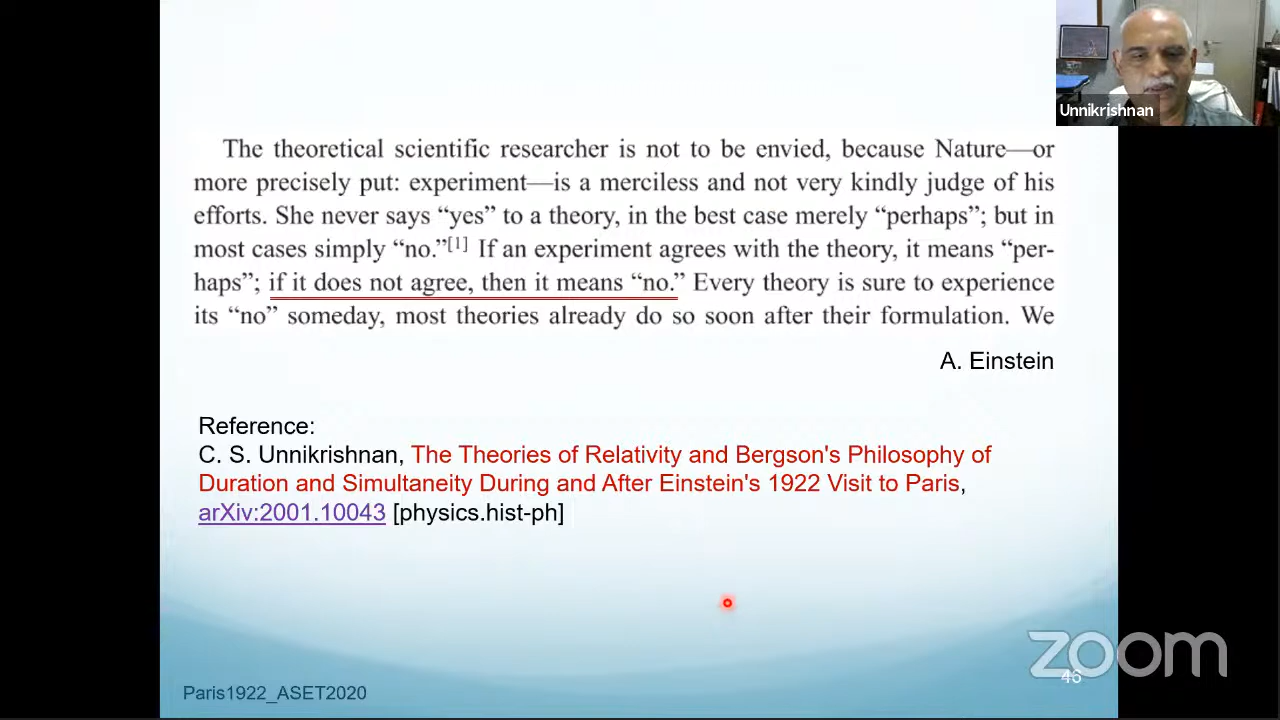 Unnikrishnan
The theoretical scientific researcher is not to be envied, because Nature—or
more precisely put: experiment—is a merciless and not very kindly judge of his
efforts. She never says “yes” to a theory, in the best case merely “perhaps”; but in
most cases simply “no.”[1] If an experiment agrees with the theory, it means “per-
haps”; if it does not agree, then it means “no.” Every theory is sure to experience
its “no” someday, most theories already do so soon after their formulation. We
A. Einstein
Reference:
C. S. Unnikrishnan, The Theories of Relativity and Bergson's Philosophy of
Duration and Simultaneity During and After Einstein's 1922 Visit to Paris,
arXiv:2001.10043 [physics.hist-ph]
zoom
46
Paris1922_ASET2020